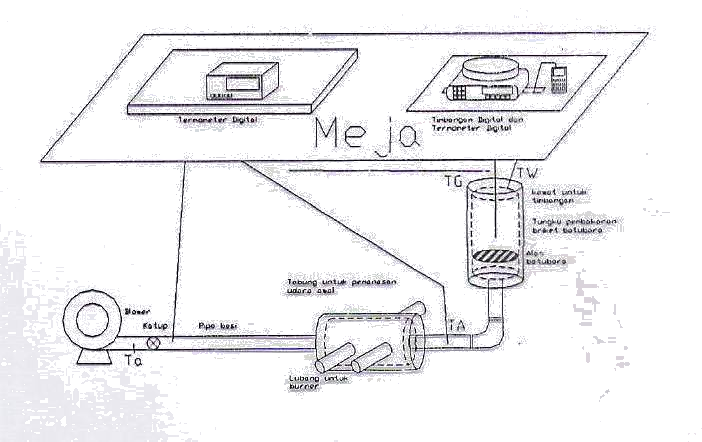 Termometer Digital
Timbangan Digital dan
Termometer Digital
Meja
TG
TW
kawat untuk
timbangan
Tungku pembakaran
briket batubara
Alas
batubara
Tabung untuk pemanasan
udara awal
Blower
Katup
Pipa besi
TA
Ta
Lubang untuk
burner